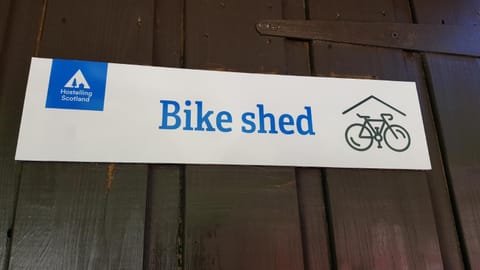 Hostelling
Scotland
Bike shed